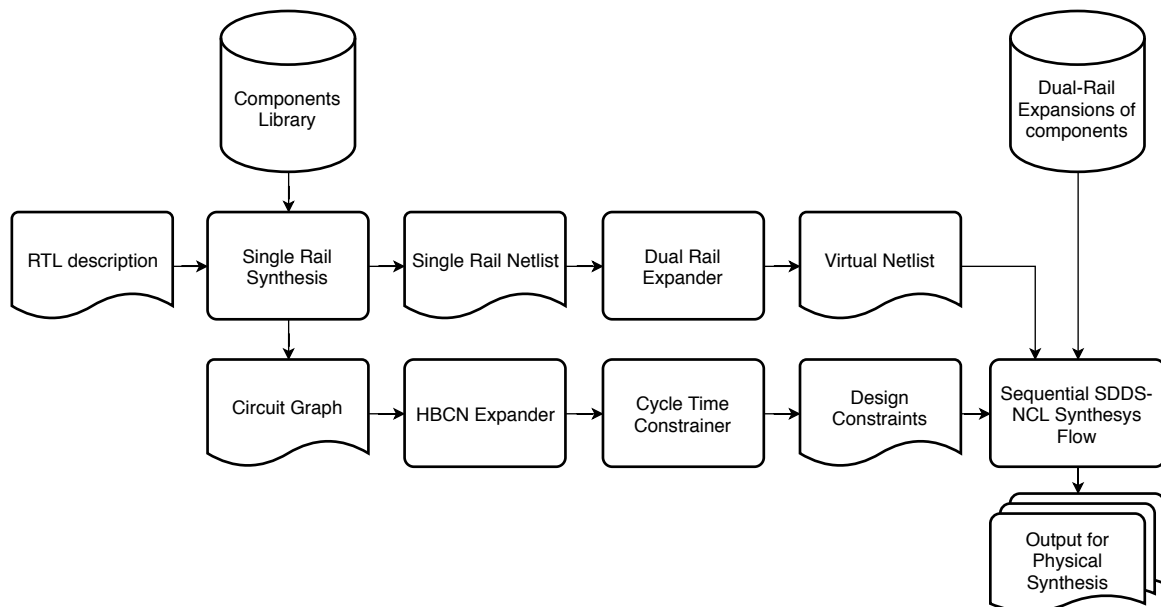 Components
Library
Dual-Rail
Expansions of
components
RTL description
Single Rail
Synthesis
Single Rail Netlist
Dual Rail
Expander
Virtual Netlist
Circuit Graph
HBCN Expander
Cycle Time
Constrainer
Design
Constraints
Sequential SDDS-
NCL Synthesys
Flow
Output for
Physical
Synthesis